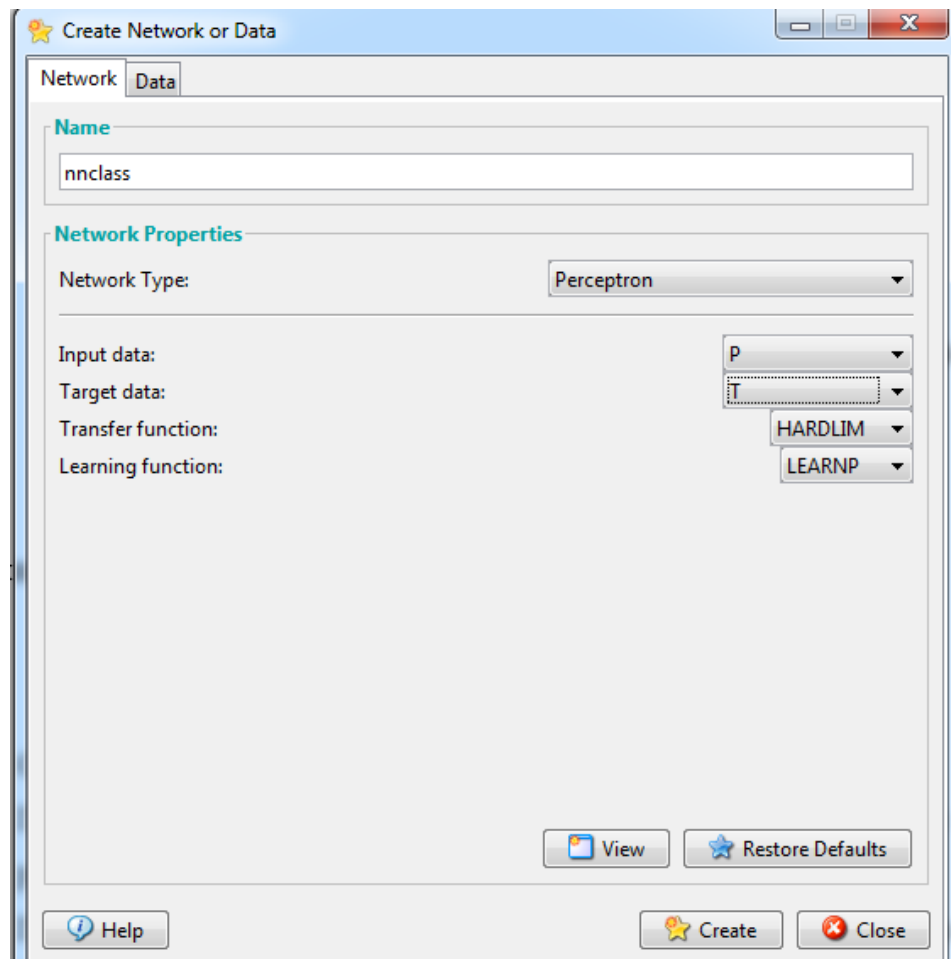 Create Network or Data
Network Data
Name
nnclass
Network Properties
Network Type: Perceptron
Input data: P
Target data: T
Transfer function: HARDLIM
Learning function: LEARNP
View Restore Defaults
Help Create Close